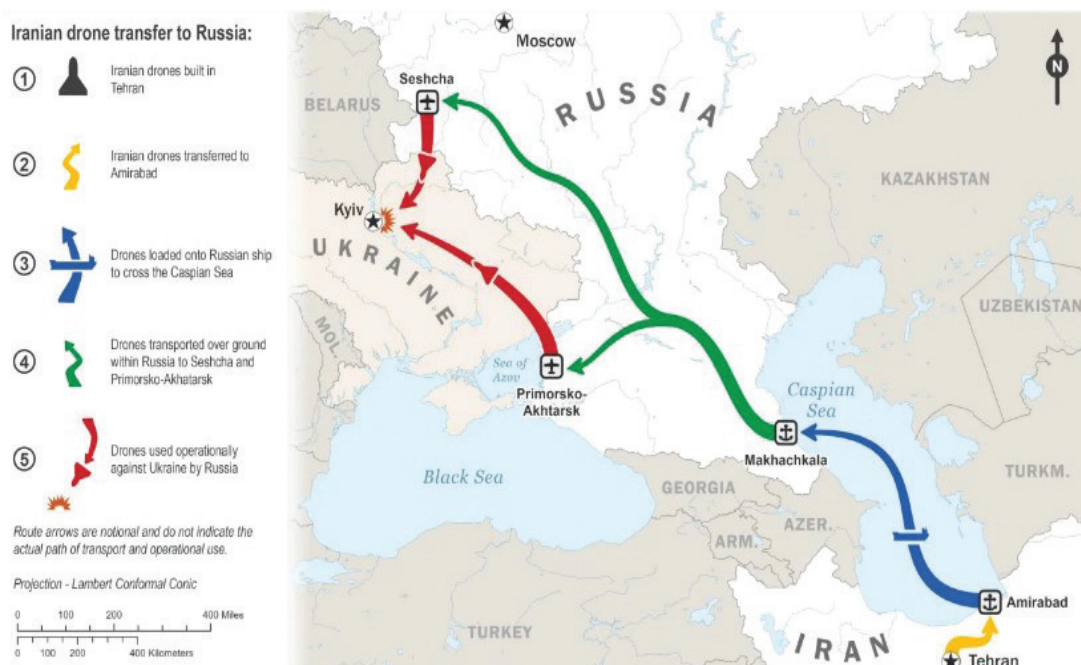 Iranian drone transfer to Russia:
1
Iranian drones built in
Tehran
2
Iranian drones transferred to
Amirabad
3
Drones loaded onto Russian ship
to cross the Caspian Sea
4
Drones transported over ground
within Russia to Seshcha and
Primorsko-Akhatarsk
5
Drones used operationally
against Ukraine by Russia
Route arrows are notional and do not indicate the
actual path of transport and operational use.
Projection - Lambert Conformal Conic
0 100 200 400 Miles
0 100 200 400 Kilometers
Moscow
N
Seshcha
BELARUS
RUSSIA
KAZAKHSTAN
Kyiv
UKRAINE
UZBEKISTAN
MOL.
Sea of
Azov
Primorsko-
Akhtarsk
Caspian
Sea
Makhachkala
Black Sea
TURKM.
GEORGIA
AZER.
ARM.
Amirabad
TURKEY
IRAN
Tehran